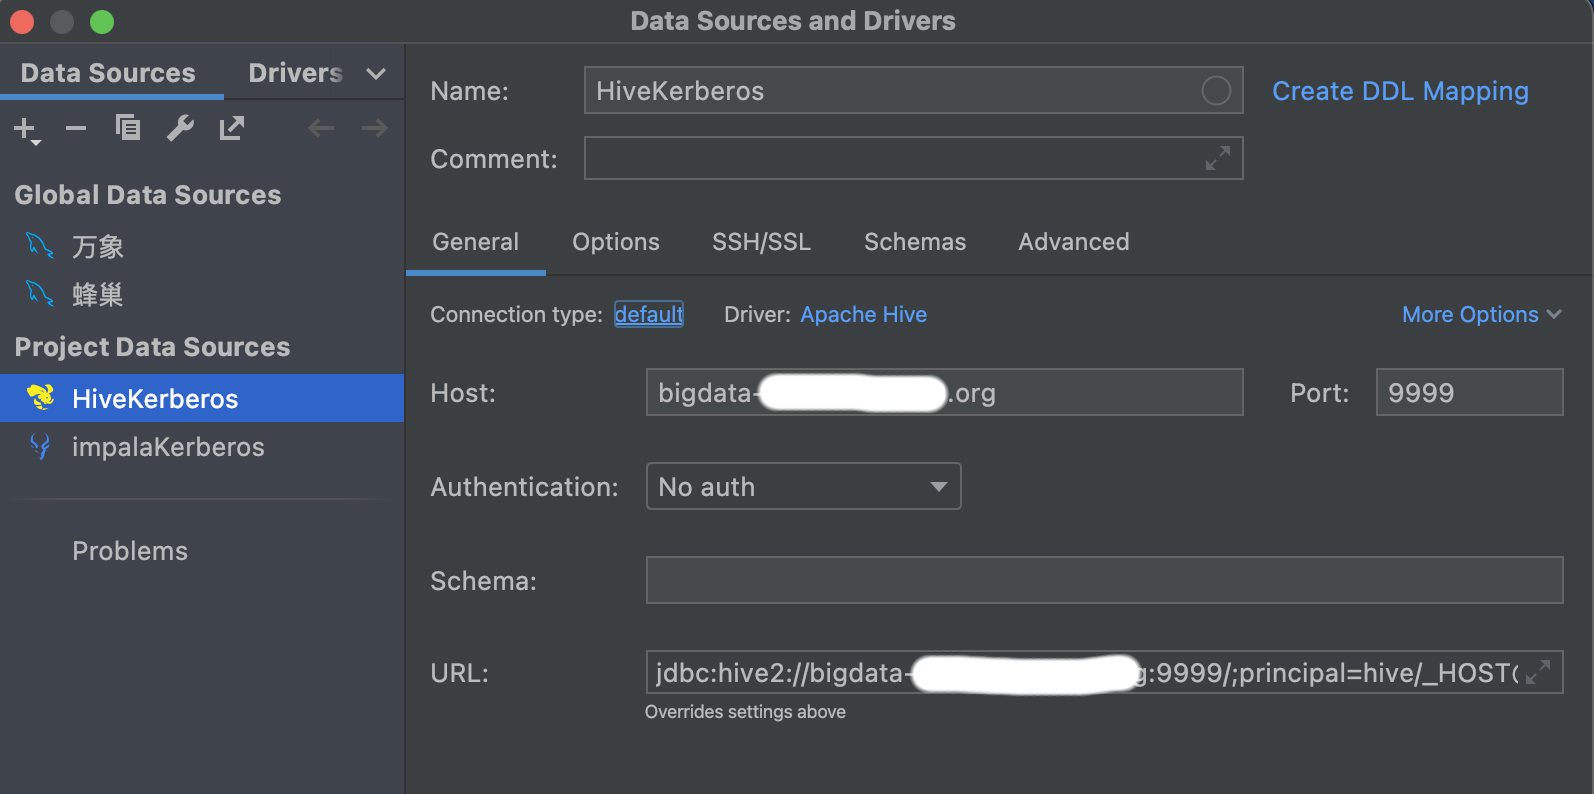 Data Sources and Drivers
Data Sources Drivers
Global Data Sources
万象
蜂巢
Project Data Sources
HiveKerberos
impalaKerberos
Problems
Name: HiveKerberos Create DDL Mapping
Comment:
General Options SSH/SSL Schemas Advanced
Connection type: default Driver: Apache Hive More Options
Host: bigdata- .org Port: 9999
Authentication: No auth
Schema:
URL: jdbc:hive2://bigdata- g:9999/;principal=hive/_HOST@
Overrides settings above